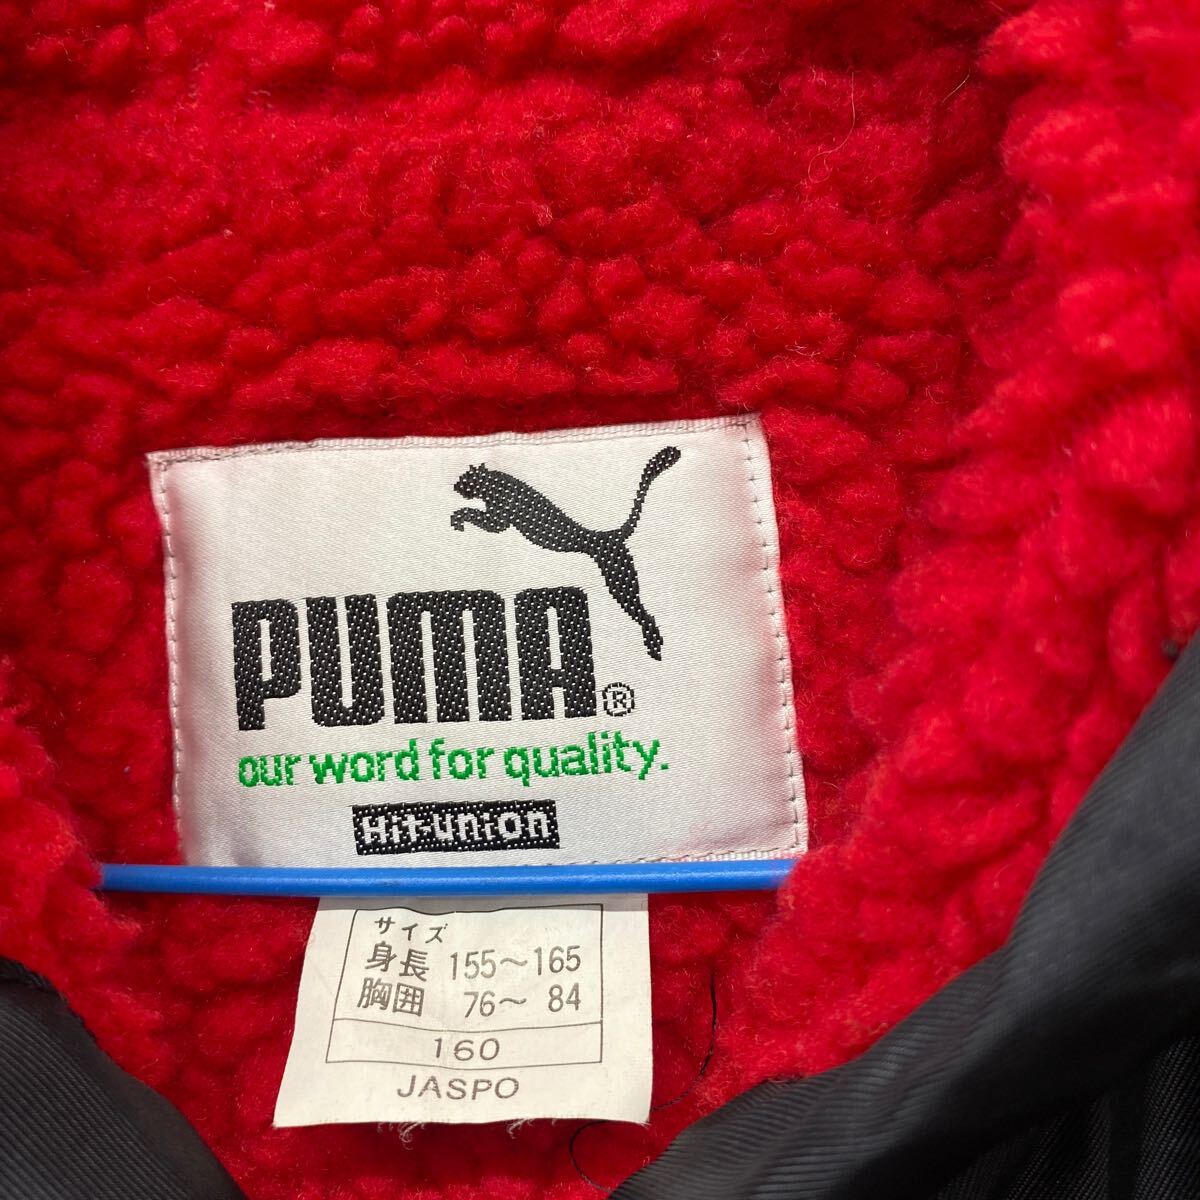 PUMA®
our word for quality.
Hit-union
サイズ
身長 155〜165
胸囲 76〜 84
160
JASPO